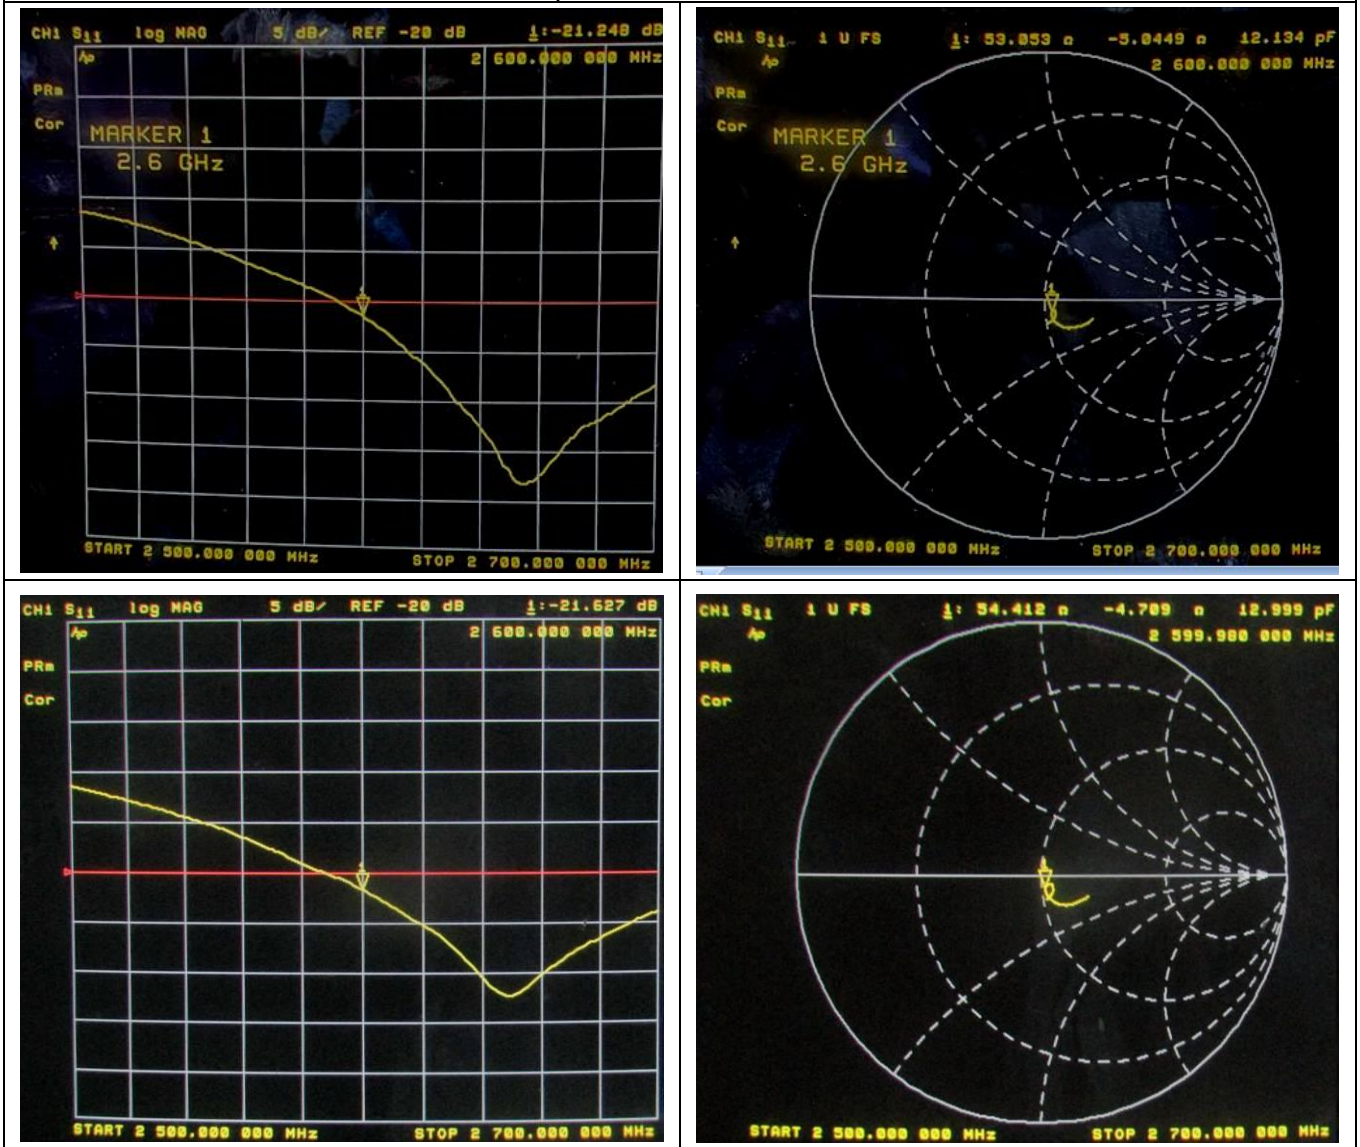 CH1 S11 log MAG 5 dB/ REF -20 dB 1:-21.248 dB
2 600.000 000 MHz
PRm
Cor
MARKER 1
2.6 GHz
START 2 500.000 000 MHz STOP 2 700.000 000 MHz
CH1 S11 1 U FS 1: 53.053 Ω -5.0449 Ω 12.134 pF
2 600.000 000 MHz
PRm
Cor
MARKER 1
2.6 GHz
START 2 500.000 000 MHz STOP 2 700.000 000 MHz
CH1 S11 log MAG 5 dB/ REF -20 dB 1:-21.627 dB
2 600.000 000 MHz
PRm
Cor
START 2 500.000 000 MHz STOP 2 700.000 000 MHz
CH1 S11 1 U FS 1: 54.412 Ω -4.709 Ω 12.999 pF
2 599.980 000 MHz
PRm
Cor
START 2 500.000 000 MHz STOP 2 700.000 000 MHz